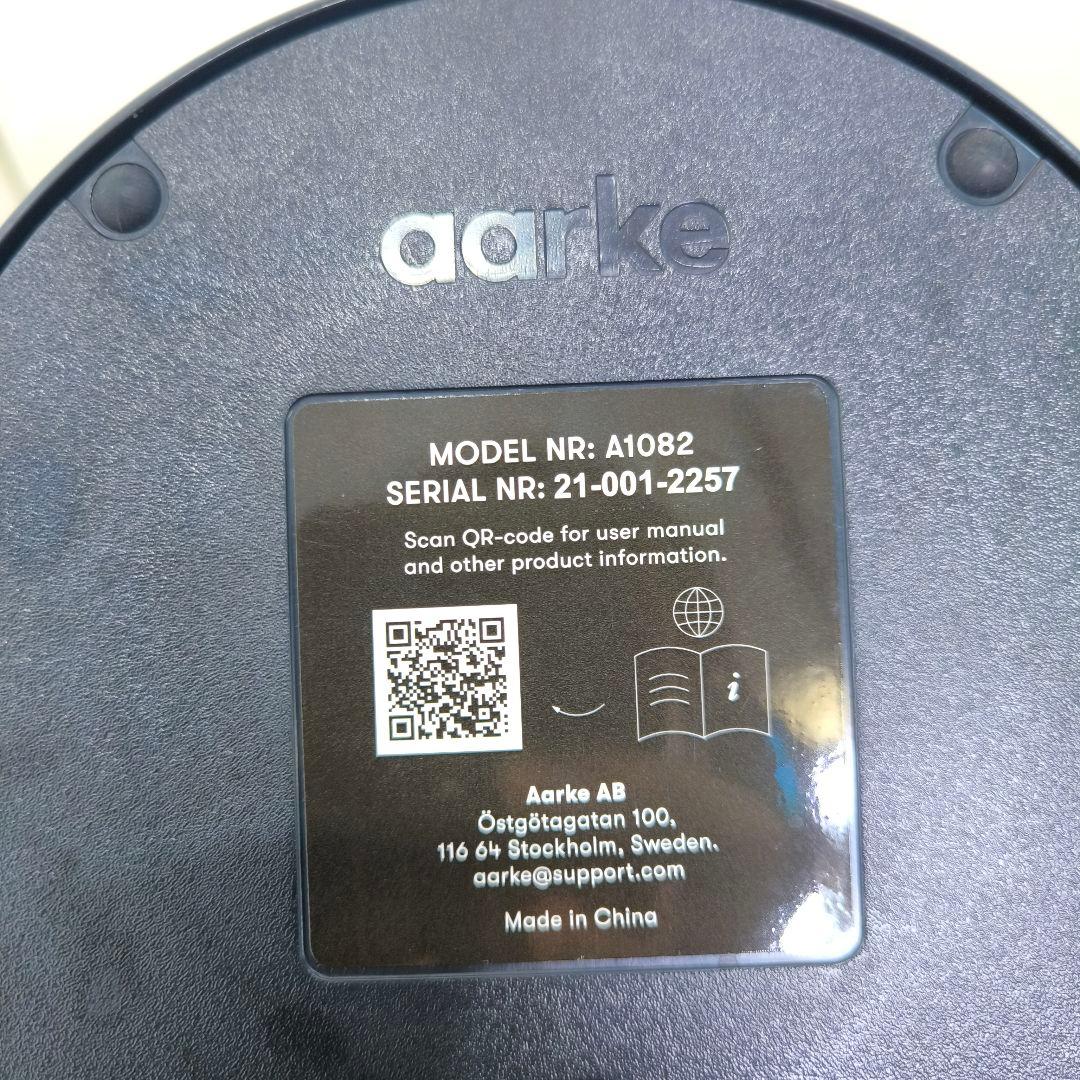 aarke
MODEL NR: A1082
SERIAL NR: 21-001-2257
Scan QR-code for user manual
and other product information.
i
Aarke AB
Östgötagatan 100,
116 64 Stockholm, Sweden.
aarke@support.com
Made in China